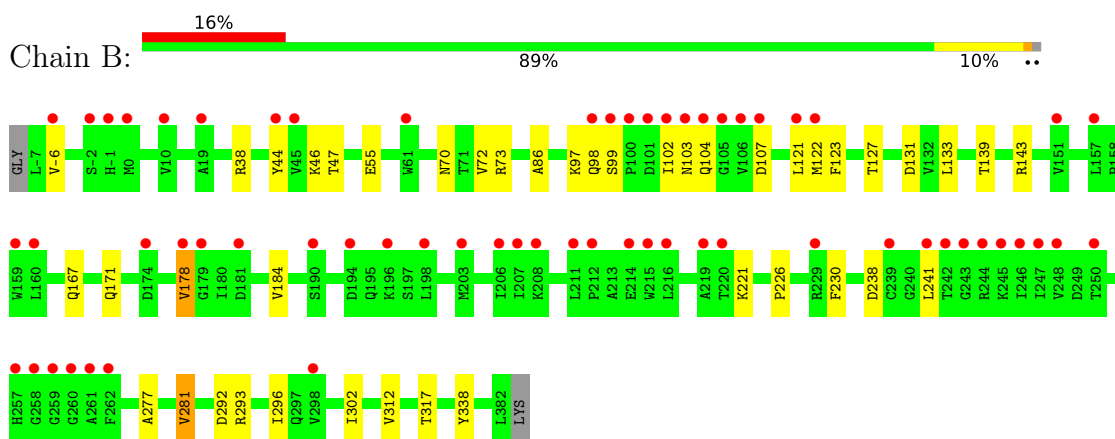 16%
Chain B:
89% 10% ••
GLY L-7 V-6 S-2 H-1 M0 V10 A19 R38 Y44 V45 K46 T47 E55 W61 N70 T71 V72 R73 A86 K97 Q98 S99 P100 D101 I102 N103 Q104 G105 V106 D107 L121 M122 F123 T127 D131 V132 L133 T139 R143 V151 L157 R158
W159 L160 Q167 Q171 D174 V178 G179 I180 D181 V184 S190 D194 Q195 K196 S197 L198 M203 I206 I207 K208 L211 P212 A213 E214 W215 L216 A219 T220 K221 P226 R229 F230 D238 C239 G240 L241 T242 G243 R244 K245 I246 I247 V248 D249 T250
H257 G258 G259 G260 A261 F262 A277 V281 D292 R293 I296 Q297 V298 I302 V312 T317 Y338 L382 LYS